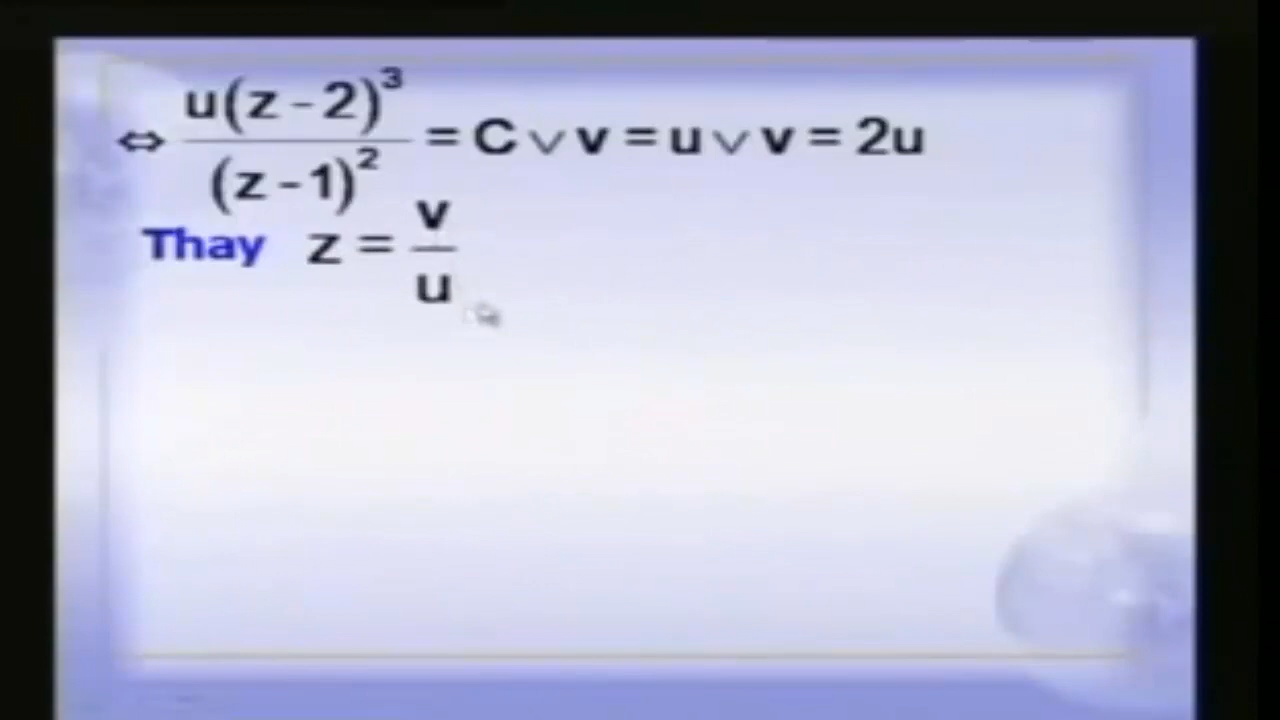 ⇔ u(z - 2)³ / (z - 1)² = C ∨ v = u ∨ v = 2u
Thay z = v / u